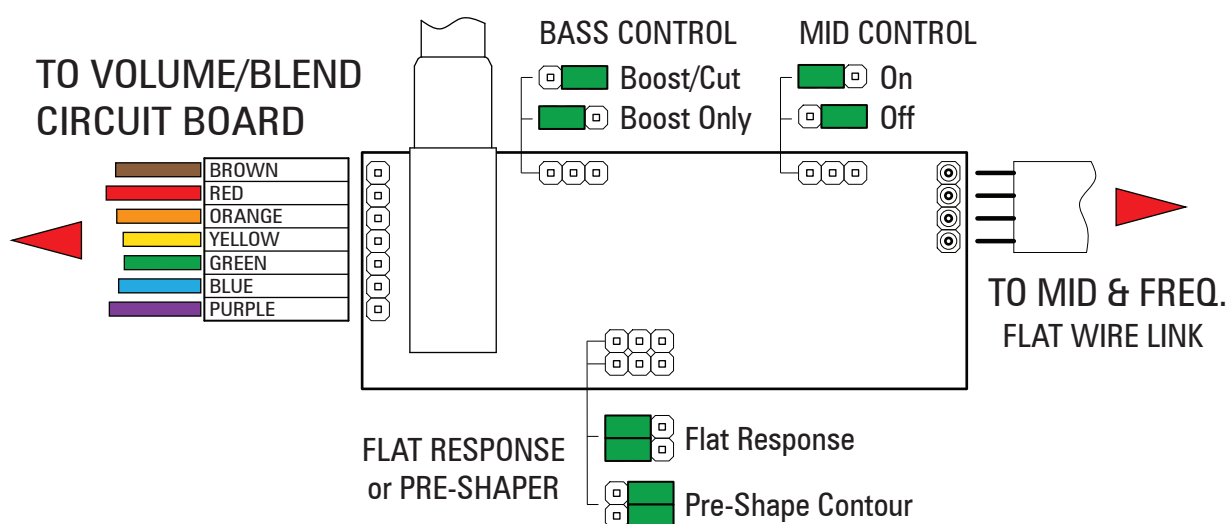 BASS CONTROL
MID CONTROL
TO VOLUME/BLEND
CIRCUIT BOARD
Boost/Cut
Boost Only
On
Off
BROWN
RED
ORANGE
YELLOW
GREEN
BLUE
PURPLE
TO MID & FREQ.
FLAT WIRE LINK
FLAT RESPONSE
or PRE-SHAPER
Flat Response
Pre-Shape Contour